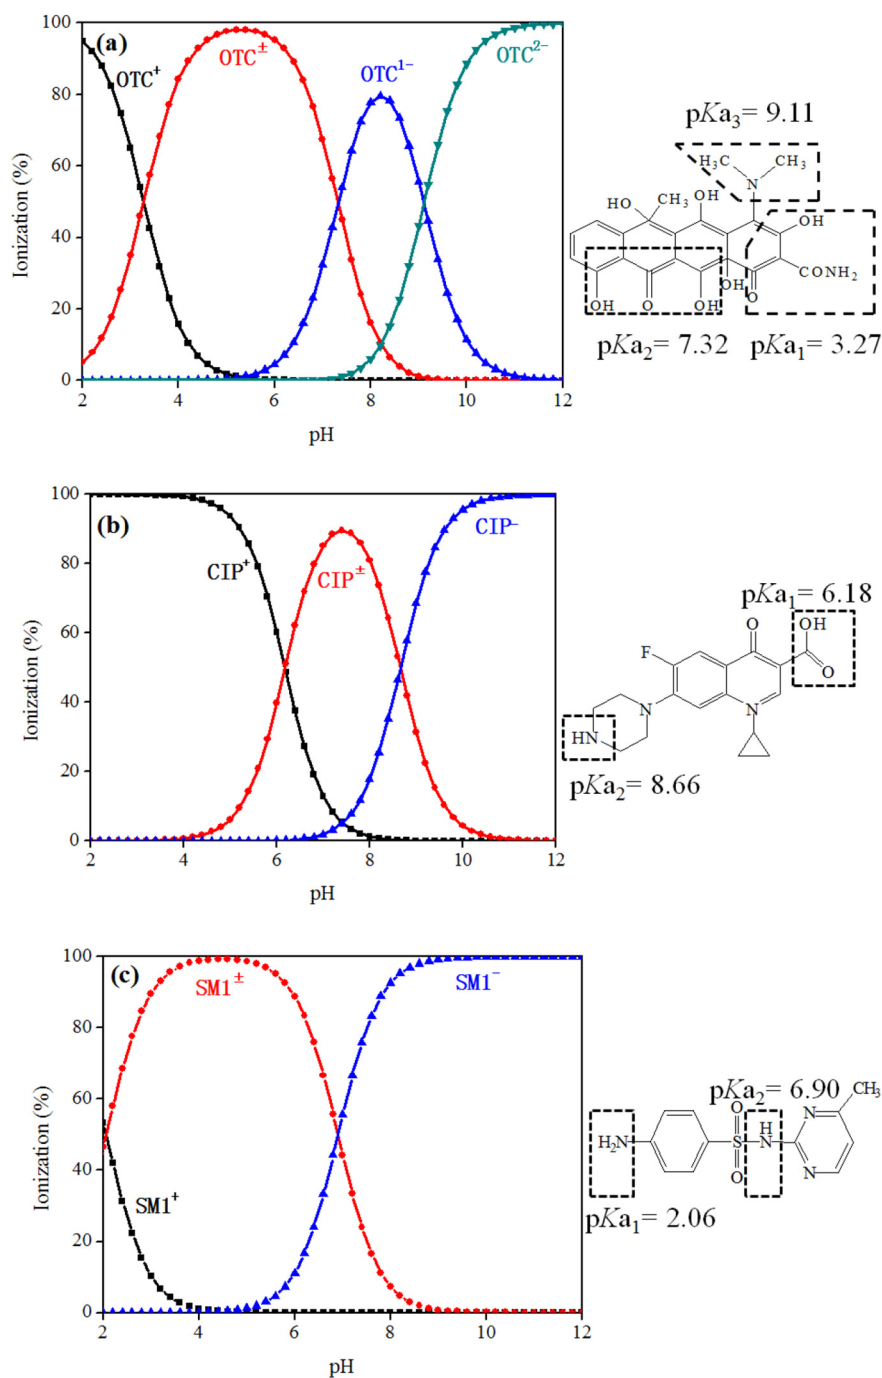 (a)
100
80
60
40
20
0
Ionization (%)
OTC⁺
OTC±
OTC¹⁻
OTC²⁻
2 4 6 8 10 12
pH
pKa₃= 9.11
H₃C CH₃
N
HO CH₃ OH OH
CONH₂
OH O OH OH O
pKa₂= 7.32 pKa₁= 3.27
(b)
100
80
60
40
20
0
Ionization (%)
CIP⁺
CIP±
CIP⁻
2 4 6 8 10 12
pH
pKa₁= 6.18
O OH
F O
N N
HN
pKa₂= 8.66
(c)
100
80
60
40
20
0
Ionization (%)
SM1⁺
SM1±
SM1⁻
2 4 6 8 10 12
pH
pKa₂= 6.90
CH₃
O H N
H₂N S N
O N
pKa₁= 2.06